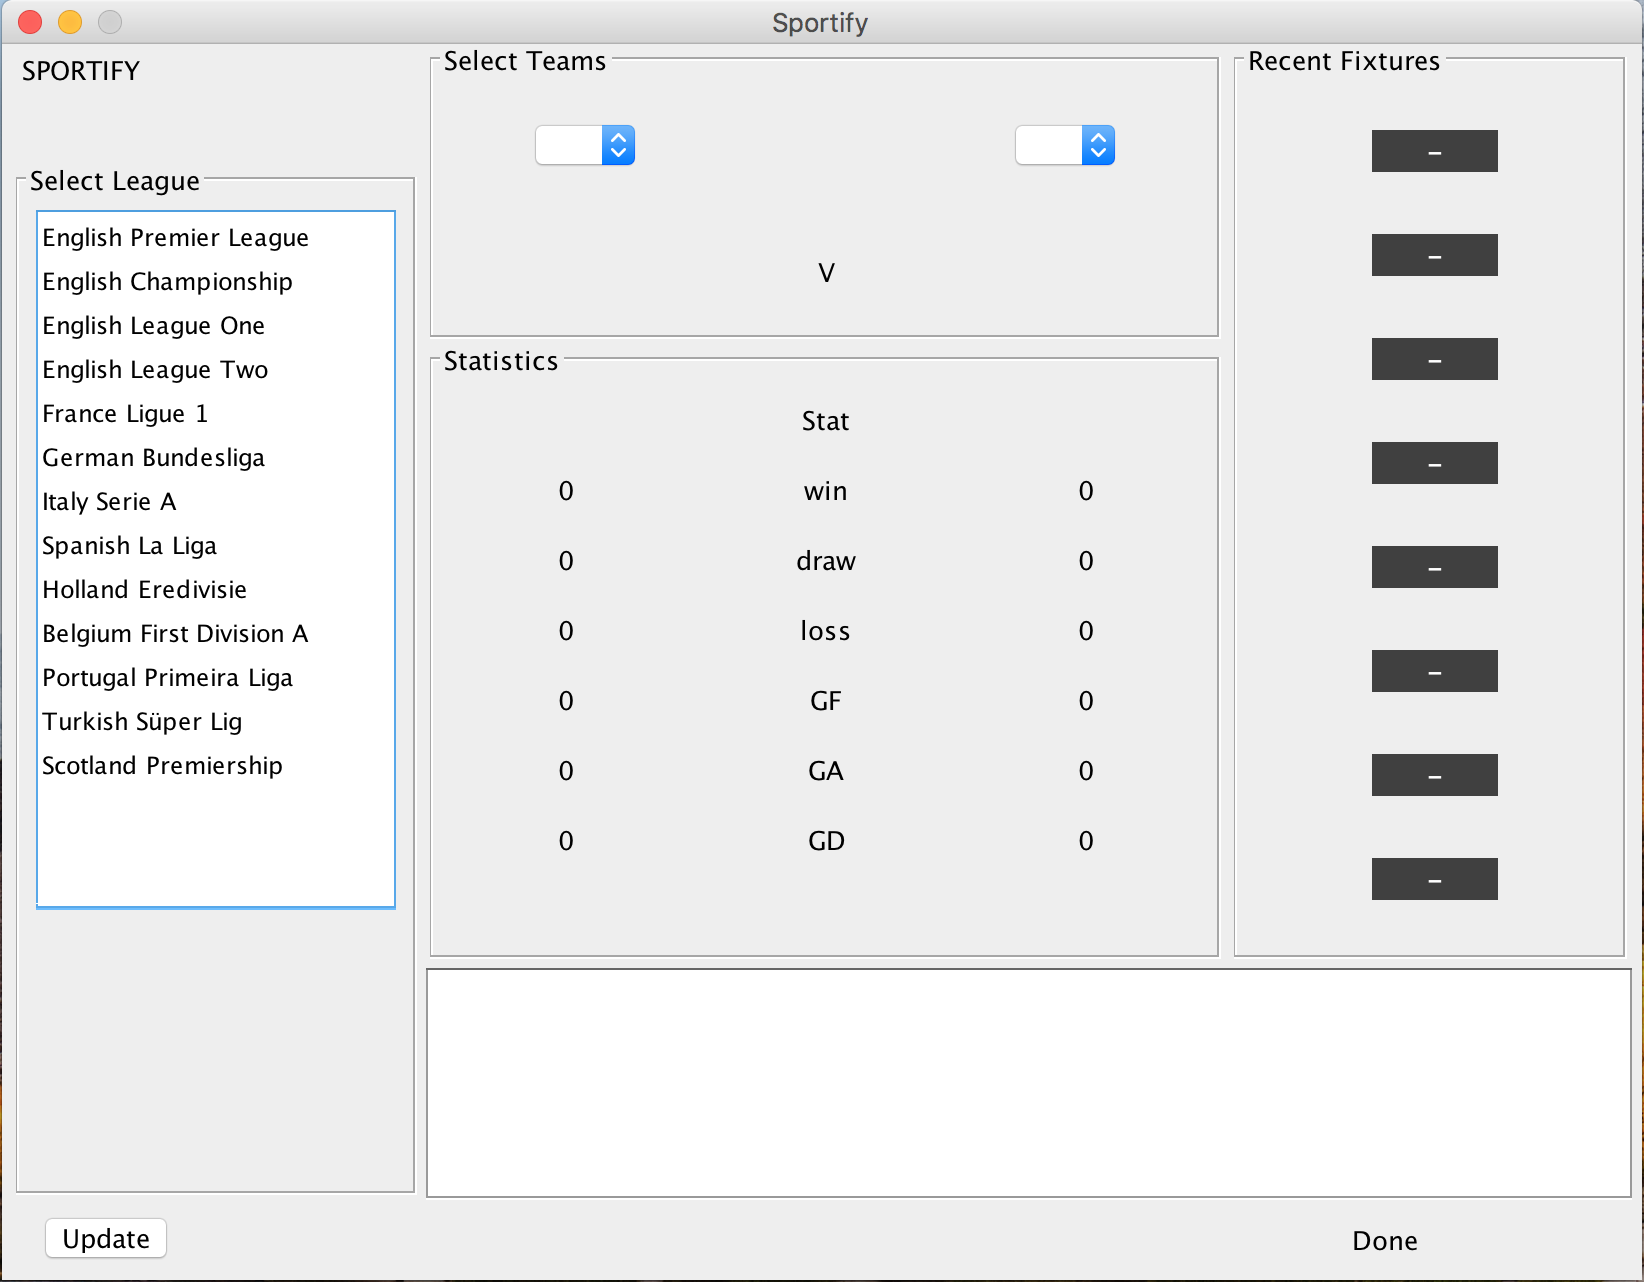 Sportify
SPORTIFY
Select League
English Premier League
English Championship
English League One
English League Two
France Ligue 1
German Bundesliga
Italy Serie A
Spanish La Liga
Holland Eredivisie
Belgium First Division A
Portugal Primeira Liga
Turkish Süper Lig
Scotland Premiership
Update
Select Teams
V
Statistics
Stat
0 win 0
0 draw 0
0 loss 0
0 GF 0
0 GA 0
0 GD 0
Recent Fixtures
-
-
-
-
-
-
-
-
Done